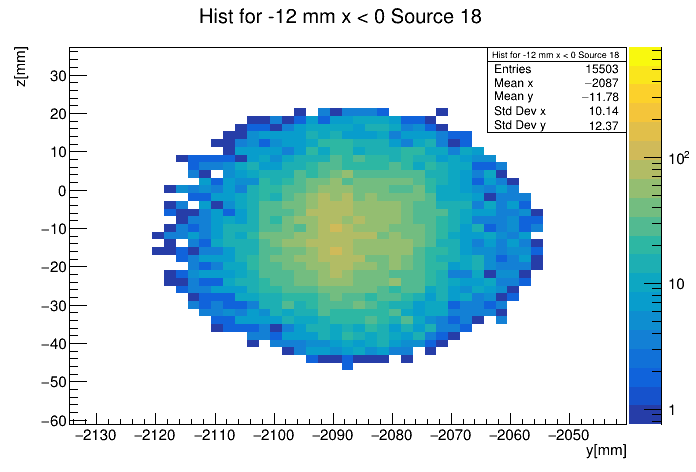 Hist for -12 mm x < 0 Source 18
z[mm]
Hist for -12 mm x < 0 Source 18
Entries 15503
Mean x −2087
Mean y −11.78
Std Dev x 10.14
Std Dev y 12.37
30
20
10
0
−10
−20
−30
−40
−50
−60
10²
10
1
−2130 −2120 −2110 −2100 −2090 −2080 −2070 −2060 −2050
y[mm]